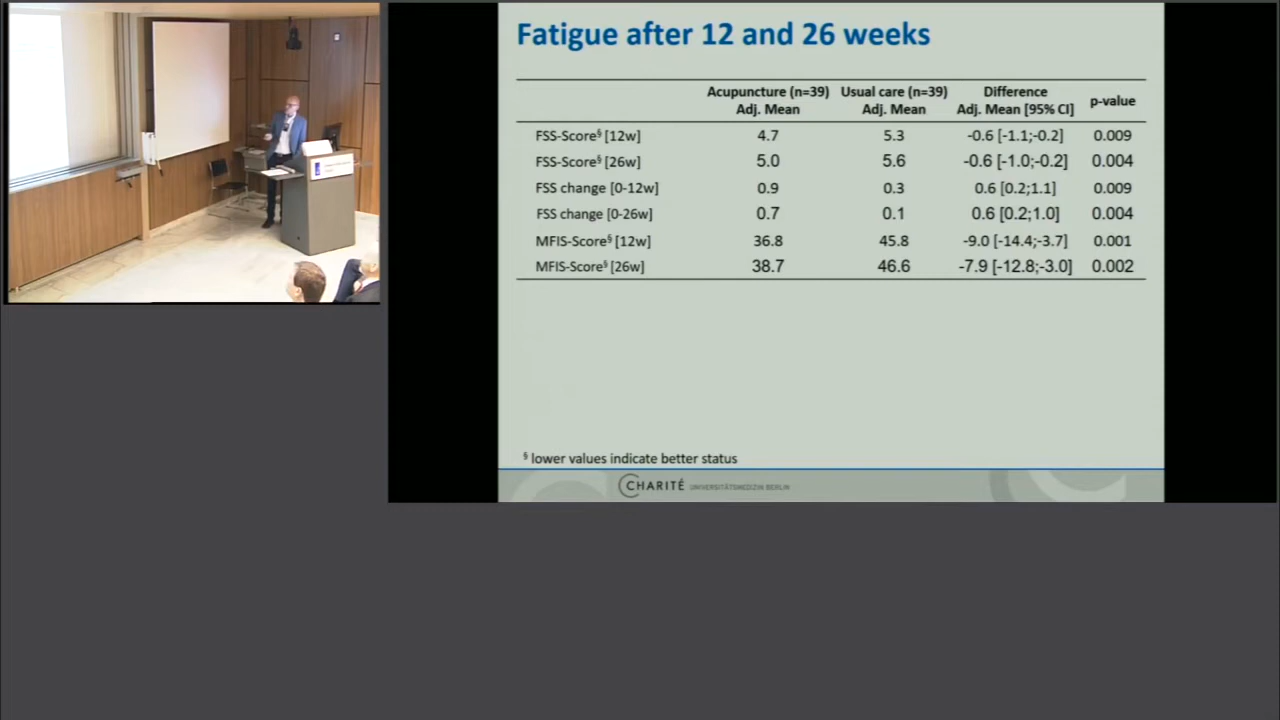 Fatigue after 12 and 26 weeks
Acupuncture (n=39) Usual care (n=39) Difference
Adj. Mean Adj. Mean Adj. Mean [95% CI] p-value
FSS-Score§ [12w] 4.7 5.3 -0.6 [-1.1;-0.2] 0.009
FSS-Score§ [26w] 5.0 5.6 -0.6 [-1.0;-0.2] 0.004
FSS change [0-12w] 0.9 0.3 0.6 [0.2;1.1] 0.009
FSS change [0-26w] 0.7 0.1 0.6 [0.2;1.0] 0.004
MFIS-Score§ [12w] 36.8 45.8 -9.0 [-14.4;-3.7] 0.001
MFIS-Score§ [26w] 38.7 46.6 -7.9 [-12.8;-3.0] 0.002
§ lower values indicate better status
CHARITÉ UNIVERSITÄTSMEDIZIN BERLIN